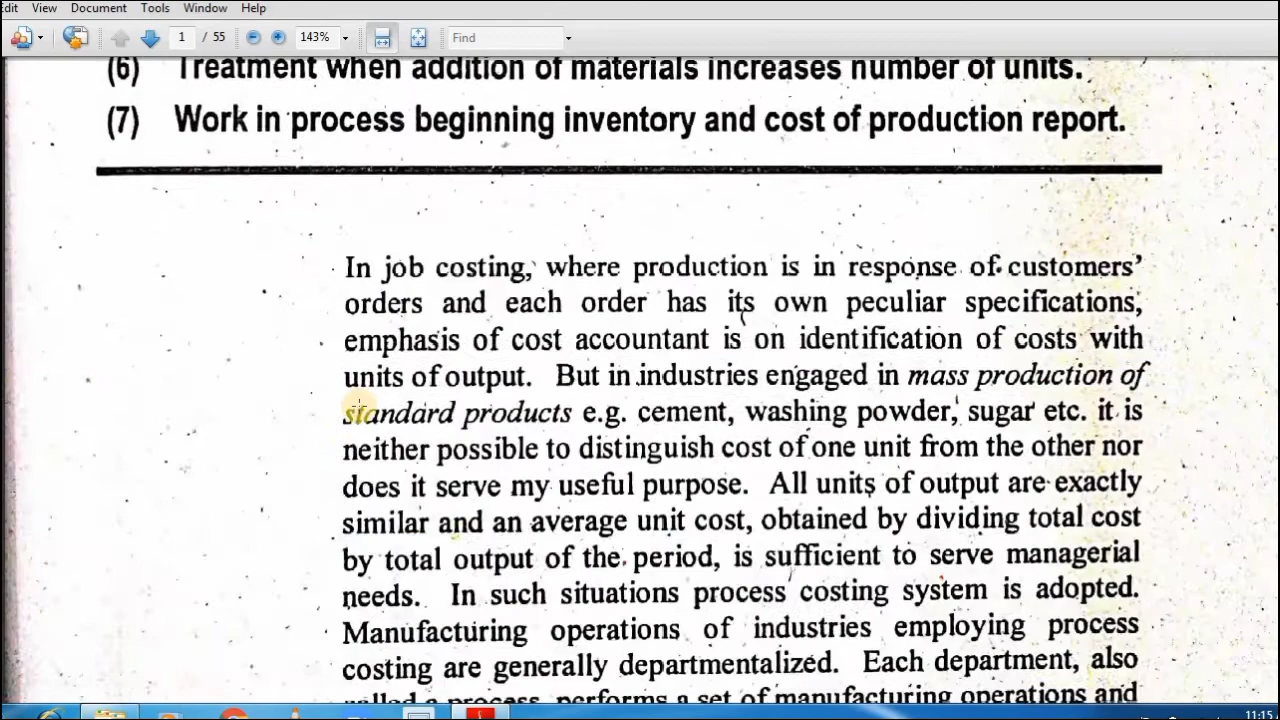 dit View Document Tools Window Help
1 / 55 143% Find
(6) Treatment when addition of materials increases number of units.
(7) Work in process beginning inventory and cost of production report.
In job costing, where production is in response of customers'
orders and each order has its own peculiar specifications,
emphasis of cost accountant is on identification of costs with
units of output. But in industries engaged in mass production of
standard products e.g. cement, washing powder, sugar etc. it is
neither possible to distinguish cost of one unit from the other nor
does it serve my useful purpose. All units of output are exactly
similar and an average unit cost, obtained by dividing total cost
by total output of the period, is sufficient to serve managerial
needs. In such situations process costing system is adopted.
Manufacturing operations of industries employing process
costing are generally departmentalized. Each department, also
called a process, performs a set of manufacturing operations and
11:15